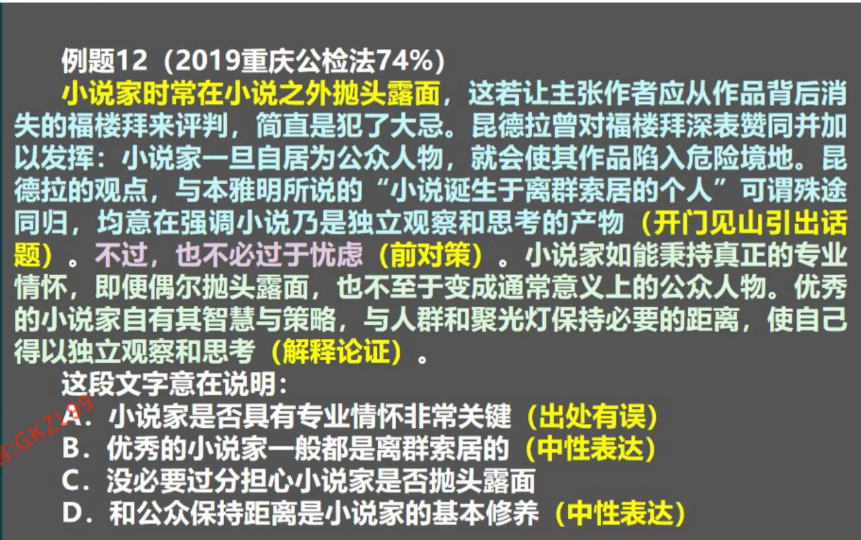 例题12（2019重庆公检法74%）
小说家时常在小说之外抛头露面，这若让主张作者应从作品背后消
失的福楼拜来评判，简直是犯了大忌。昆德拉曾对福楼拜深表赞同并加
以发挥：小说家一旦自居为公众人物，就会使其作品陷入危险境地。昆
德拉的观点，与本雅明所说的“小说诞生于离群索居的个人”可谓殊途
同归，均意在强调小说乃是独立观察和思考的产物（开门见山引出话
题）。不过，也不必过于忧虑（前对策）。小说家如能秉持真正的专业
情怀，即便偶尔抛头露面，也不至于变成通常意义上的公众人物。优秀
的小说家自有其智慧与策略，与人群和聚光灯保持必要的距离，使自己
得以独立观察和思考（解释论证）。
这段文字意在说明：
A．小说家是否具有专业情怀非常关键（出处有误）
B．优秀的小说家一般都是离群索居的（中性表达）
C．没必要过分担心小说家是否抛头露面
D．和公众保持距离是小说家的基本修养（中性表达）
:GKZL99